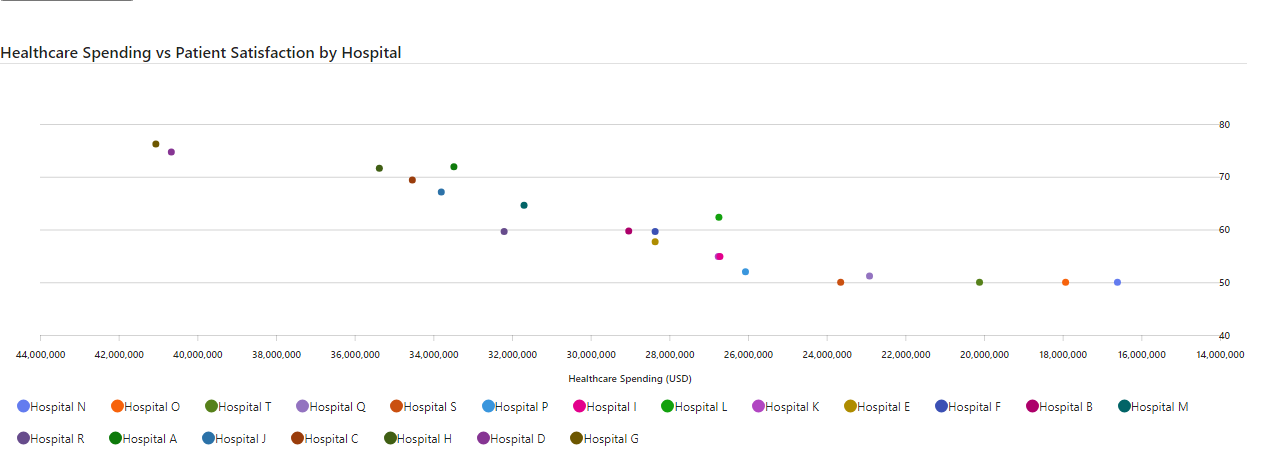 Healthcare Spending vs Patient Satisfaction by Hospital
80
70
60
50
40
44,000,000 42,000,000 40,000,000 38,000,000 36,000,000 34,000,000 32,000,000 30,000,000 28,000,000 26,000,000 24,000,000 22,000,000 20,000,000 18,000,000 16,000,000 14,000,000
Healthcare Spending (USD)
Hospital N Hospital O Hospital T Hospital Q Hospital S Hospital P Hospital I Hospital L Hospital K Hospital E Hospital F Hospital B Hospital M
Hospital R Hospital A Hospital J Hospital C Hospital H Hospital D Hospital G